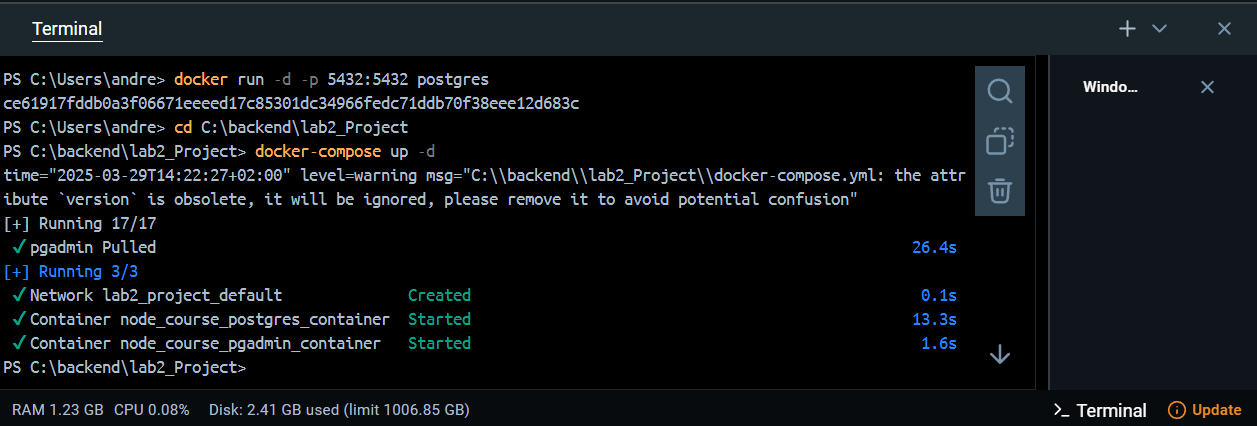 Terminal
Windo...
PS C:\Users\andre> docker run -d -p 5432:5432 postgres
ce61917fddb0a3f06671eeeed17c85301dc34966fedc71ddb70f38eee12d683c
PS C:\Users\andre> cd C:\backend\lab2_Project
PS C:\backend\lab2_Project> docker-compose up -d
time="2025-03-29T14:22:27+02:00" level=warning msg="C:\\backend\\lab2_Project\\docker-compose.yml: the attr
ibute `version` is obsolete, it will be ignored, please remove it to avoid potential confusion"
[+] Running 17/17
✓ pgadmin Pulled 26.4s
[+] Running 3/3
✓ Network lab2_project_default Created 0.1s
✓ Container node_course_postgres_container Started 13.3s
✓ Container node_course_pgadmin_container Started 1.6s
PS C:\backend\lab2_Project>
RAM 1.23 GB CPU 0.08% Disk: 2.41 GB used (limit 1006.85 GB) >_ Terminal Update